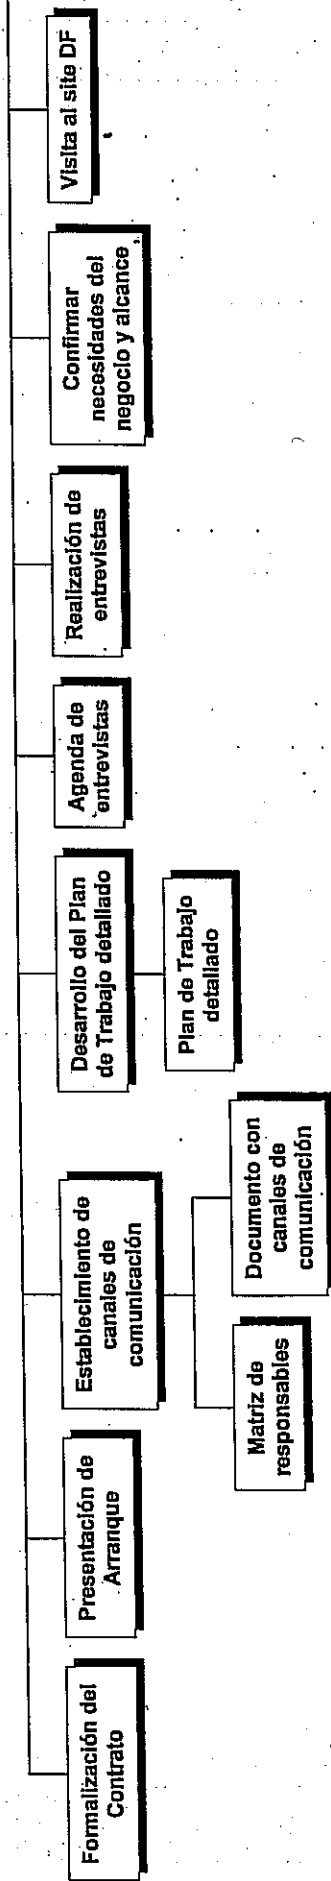 Formalización del
Contrato
Presentación de
Arranque
Establecimiento de
canales de
comunicación
Matriz de
responsables
Documento con
canales de
comunicación
Desarrollo del Plan
de Trabajo detallado
Plan de Trabajo
detallado
Agenda de
entrevistas
Realización de
entrevistas
Confirmar
necesidades del
negocio y alcance
Visita al site DF